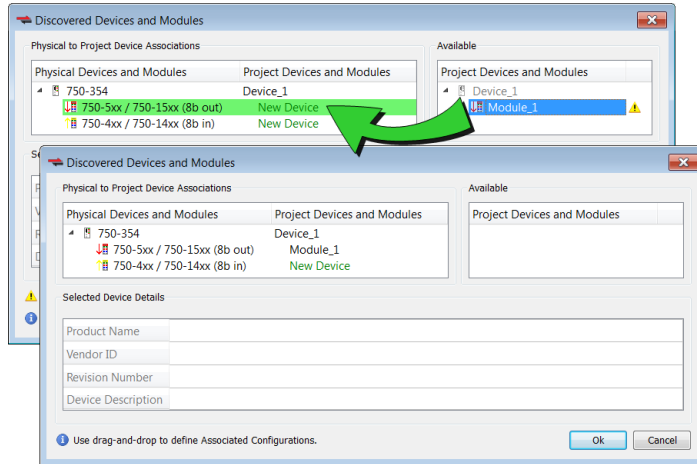 Discovered Devices and Modules
Physical to Project Device Associations
Available
Physical Devices and Modules Project Devices and Modules
Project Devices and Modules
750-354 Device_1
Device_1
750-5xx / 750-15xx (8b out) New Device
Module_1
750-4xx / 750-14xx (8b in) New Device
Discovered Devices and Modules
Physical to Project Device Associations
Available
Physical Devices and Modules Project Devices and Modules
Project Devices and Modules
750-354 Device_1
750-5xx / 750-15xx (8b out) Module_1
750-4xx / 750-14xx (8b in) New Device
Selected Device Details
Product Name
Vendor ID
Revision Number
Device Description
Use drag-and-drop to define Associated Configurations.
Ok Cancel